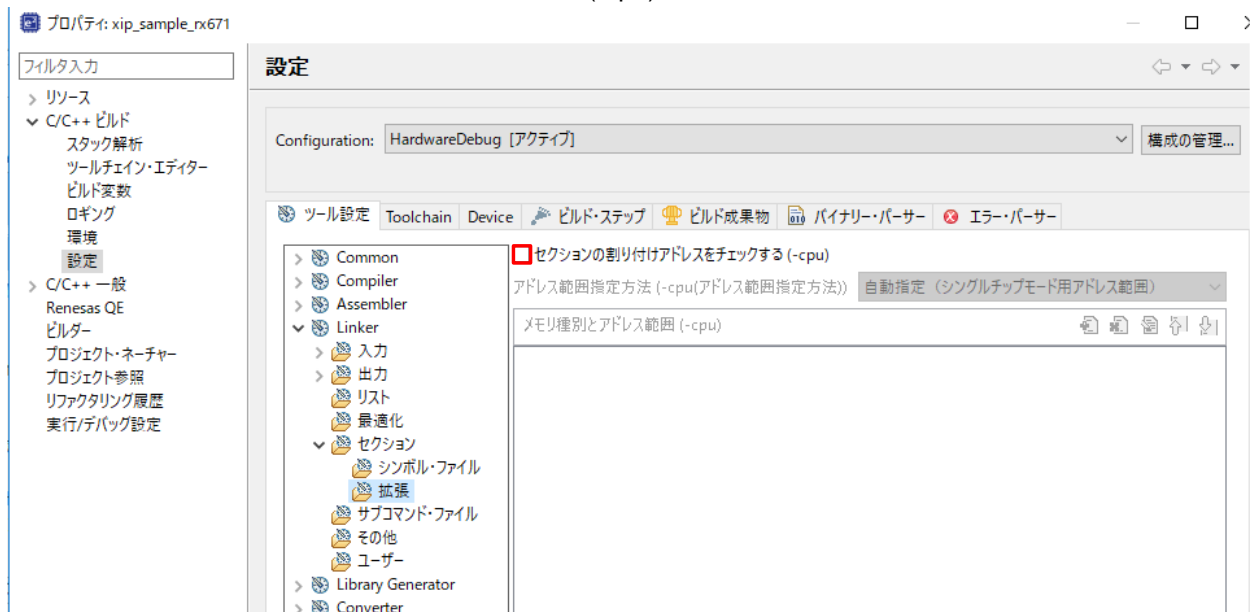 プロパティ: xip_sample_rx671
フィルタ入力
リソース
C/C++ ビルド
スタック解析
ツールチェイン・エディター
ビルド変数
ロギング
環境
設定
C/C++ 一般
Renesas QE
ビルダー
プロジェクト・ネーチャー
プロジェクト参照
リファクタリング履歴
実行/デバッグ設定
設定
Configuration: HardwareDebug [アクティブ] 構成の管理...
ツール設定 Toolchain Device ビルド・ステップ ビルド成果物 バイナリー・パーサー エラー・パーサー
Common
Compiler
Assembler
Linker
入力
出力
リスト
最適化
セクション
シンボル・ファイル
拡張
サブコマンド・ファイル
その他
ユーザー
Library Generator
Converter
セクションの割り付けアドレスをチェックする (-cpu)
アドレス範囲指定方法 (-cpu(アドレス範囲指定方法)) 自動指定（シングルチップモード用アドレス範囲）
メモリ種別とアドレス範囲 (-cpu)